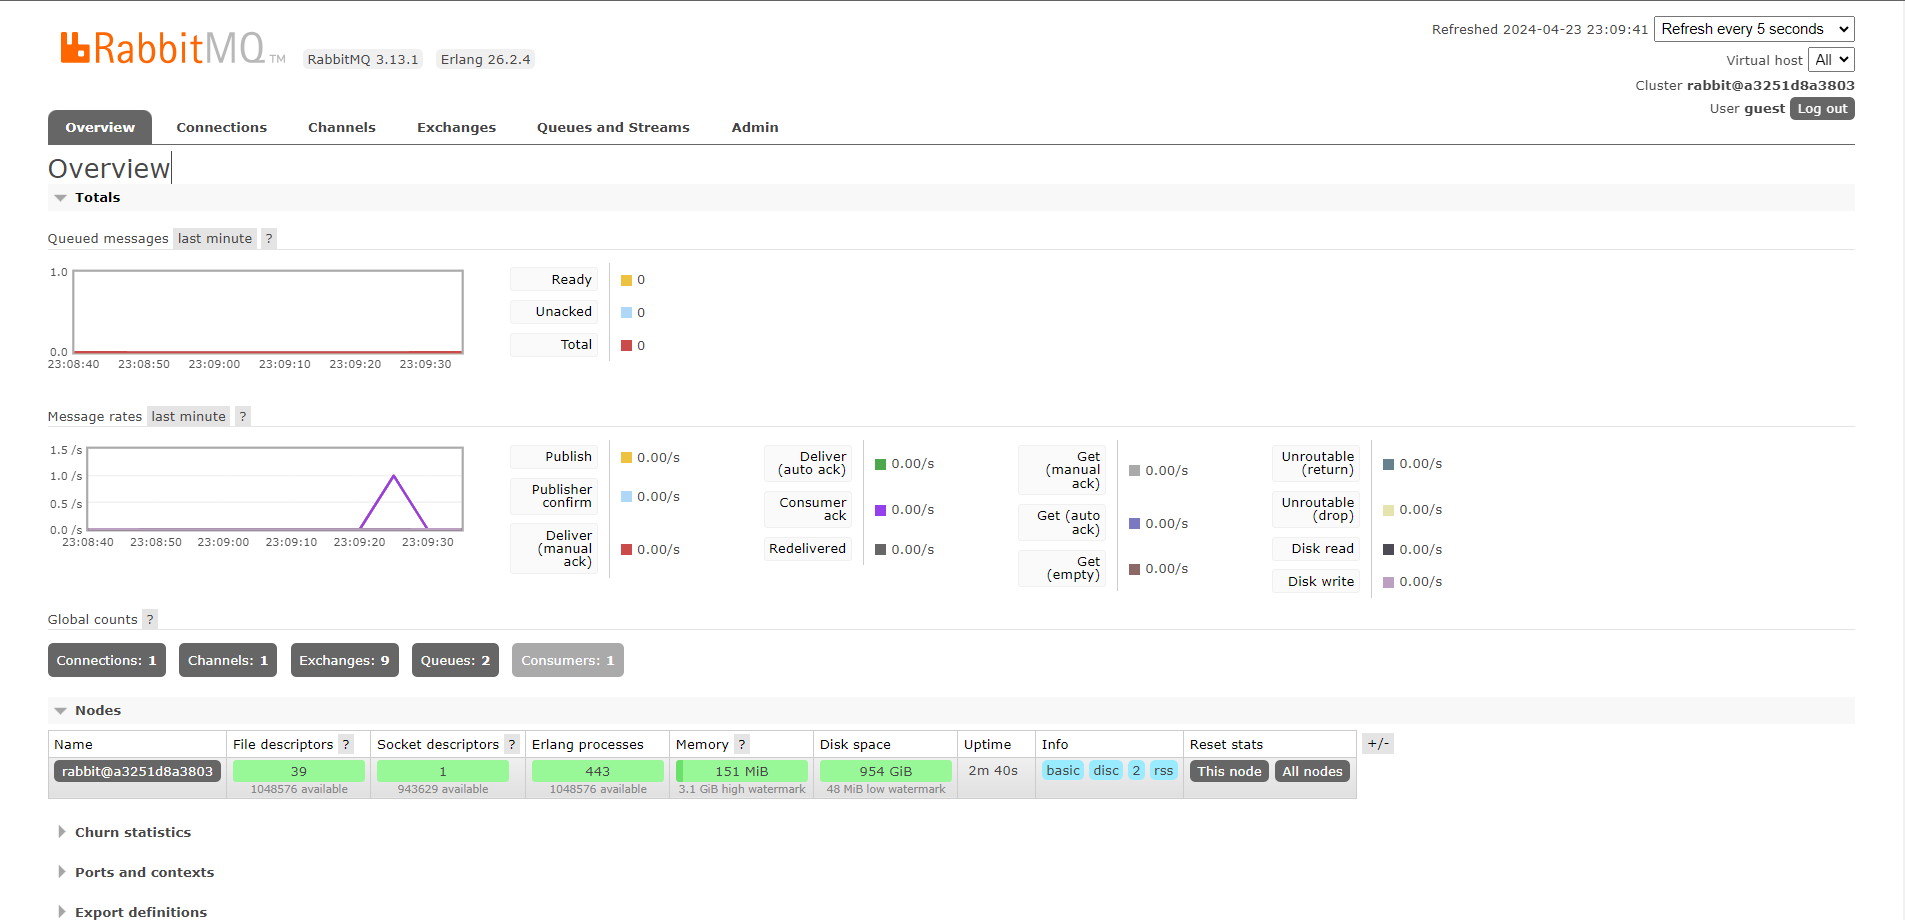 RabbitMQ TM RabbitMQ 3.13.1 Erlang 26.2.4
Refreshed 2024-04-23 23:09:41 Refresh every 5 seconds
Virtual host All
Cluster rabbit@a3251d8a3803
User guest Log out
Overview Connections Channels Exchanges Queues and Streams Admin
Overview
Totals
Queued messages last minute ?
1.0
0.0
23:08:40 23:08:50 23:09:00 23:09:10 23:09:20 23:09:30
Ready 0
Unacked 0
Total 0
Message rates last minute ?
1.5 /s
1.0 /s
0.5 /s
0.0 /s
23:08:40 23:08:50 23:09:00 23:09:10 23:09:20 23:09:30
Publish 0.00/s
Publisher
confirm 0.00/s
Deliver
(manual
ack) 0.00/s
Deliver
(auto ack) 0.00/s
Consumer
ack 0.00/s
Redelivered 0.00/s
Get
(manual
ack) 0.00/s
Get (auto
ack) 0.00/s
Get
(empty) 0.00/s
Unroutable
(return) 0.00/s
Unroutable
(drop) 0.00/s
Disk read 0.00/s
Disk write 0.00/s
Global counts ?
Connections: 1 Channels: 1 Exchanges: 9 Queues: 2 Consumers: 1
Nodes
Name File descriptors ? Socket descriptors ? Erlang processes Memory ? Disk space Uptime Info Reset stats +/-
rabbit@a3251d8a3803 39 1 443 151 MiB 954 GiB 2m 40s basic disc 2 rss This node All nodes
1048576 available 943629 available 1048576 available 3.1 GiB high watermark 48 MiB low watermark
Churn statistics
Ports and contexts
Export definitions